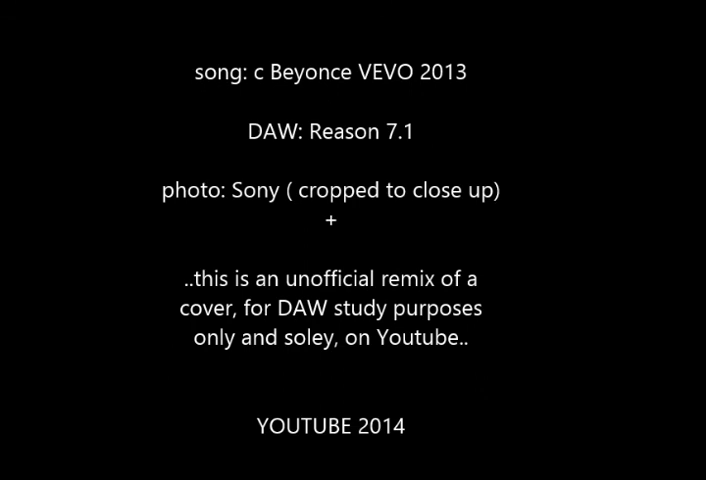 song: c Beyonce VEVO 2013
DAW: Reason 7.1
photo: Sony ( cropped to close up)
+
..this is an unofficial remix of a
cover, for DAW study purposes
only and soley, on Youtube..
YOUTUBE 2014